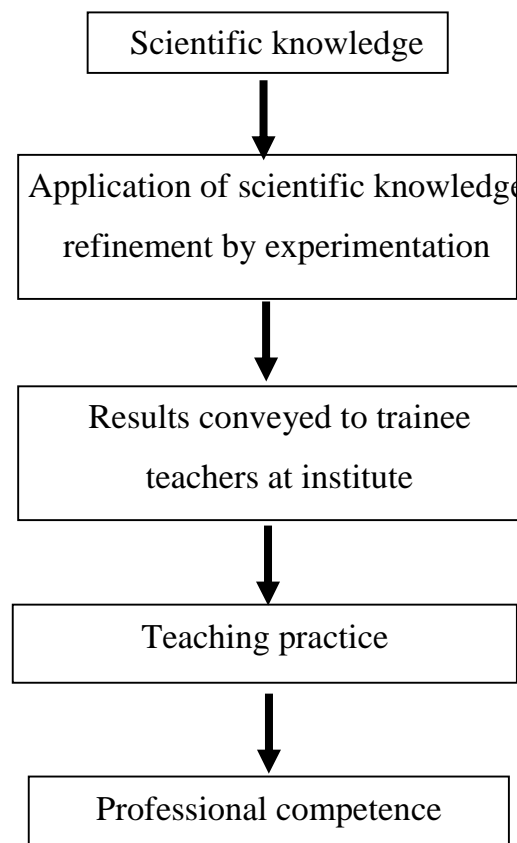 Scientific knowledge
Application of scientific knowledge
refinement by experimentation
Results conveyed to trainee
teachers at institute
Teaching practice
Professional competence